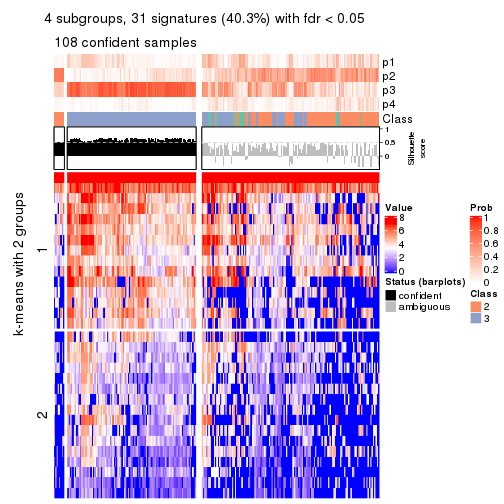 4 subgroups, 31 signatures (40.3%) with fdr < 0.05
108 confident samples
p1
p2
p3
p4
Class
1
0.5
0
Silhouette
score
k-means with 2 groups
1
2
Value
8
6
4
2
0
Status (barplots)
confident
ambiguous
Prob
1
0.8
0.6
0.4
0.2
0
Class
2
3